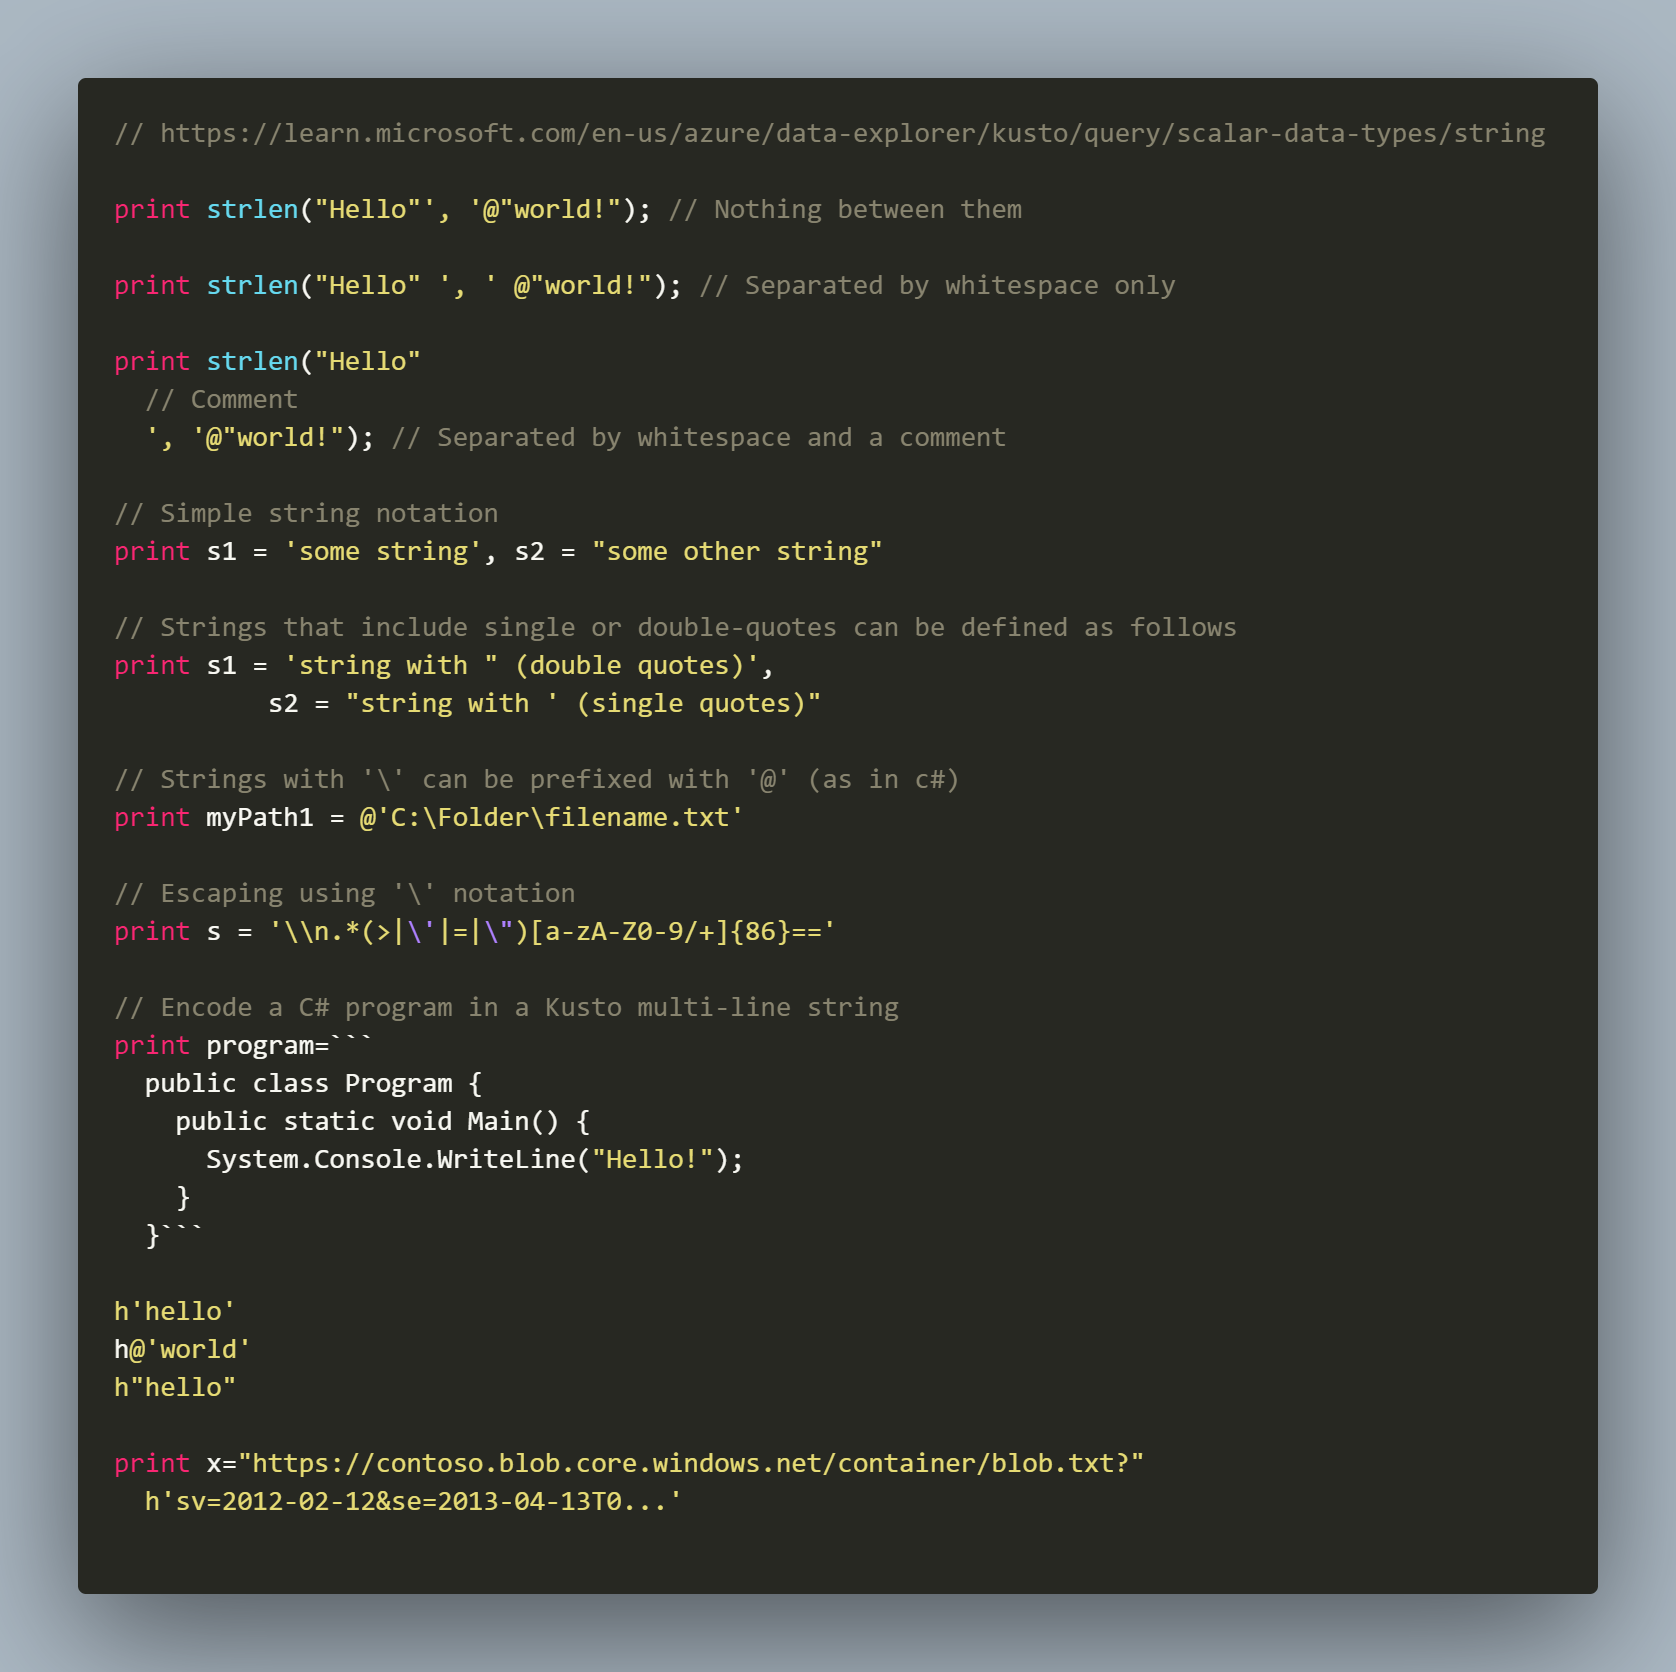 // https://learn.microsoft.com/en-us/azure/data-explorer/kusto/query/scalar-data-types/string

print strlen("Hello"', '@"world!"); // Nothing between them

print strlen("Hello" ', ' @"world!"); // Separated by whitespace only

print strlen("Hello"
  // Comment
  ', '@"world!"); // Separated by whitespace and a comment

// Simple string notation
print s1 = 'some string', s2 = "some other string"

// Strings that include single or double-quotes can be defined as follows
print s1 = 'string with " (double quotes)',
          s2 = "string with ' (single quotes)"

// Strings with '\' can be prefixed with '@' (as in c#)
print myPath1 = @'C:\Folder\filename.txt'

// Escaping using '\' notation
print s = '\\n.*(>|\'|=|\")[a-zA-Z0-9/+]{86}=='

// Encode a C# program in a Kusto multi-line string
print program=```
  public class Program {
    public static void Main() {
      System.Console.WriteLine("Hello!");
    }
  }```

h'hello'
h@'world'
h"hello"

print x="https://contoso.blob.core.windows.net/container/blob.txt?"
  h'sv=2012-02-12&se=2013-04-13T0...'